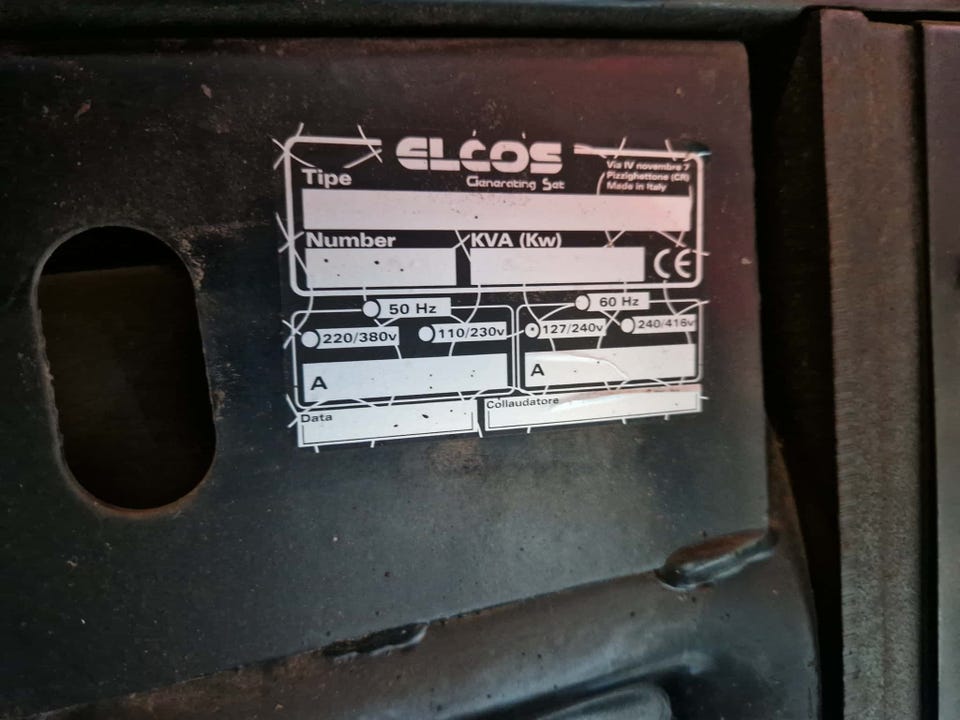 ELCOS
Generating Set
Via IV novembre 7
Pizzighettone (CR)
Made in Italy
Tipe
Number
KVA (Kw)
CE
50 Hz
60 Hz
220/380v
110/230v
127/240v
240/416v
A
A
Data
Collaudatore